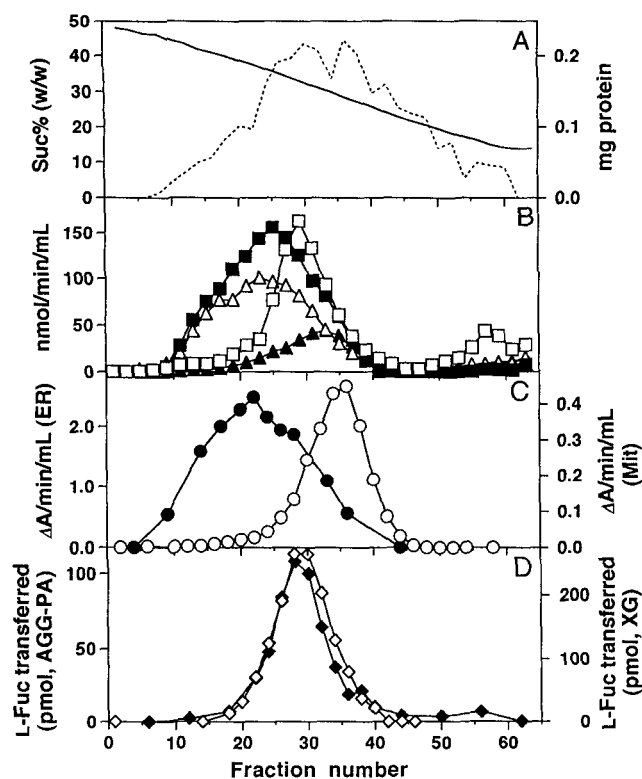 A
Suc% (w/w)
50
40
30
20
10
0
mg protein
0.2
0.1
0.0
B
nmol/min/mL
150
100
50
0
C
ΔA/min/mL (ER)
2.0
1.0
0.0
ΔA/min/mL
(Mit)
0.4
0.3
0.2
0.1
0.0
D
L-Fuc transferred
(pmol, AGG-PA)
100
50
0
L-Fuc transferred
(pmol, XG)
200
100
0
0 10 20 30 40 50 60
Fraction number